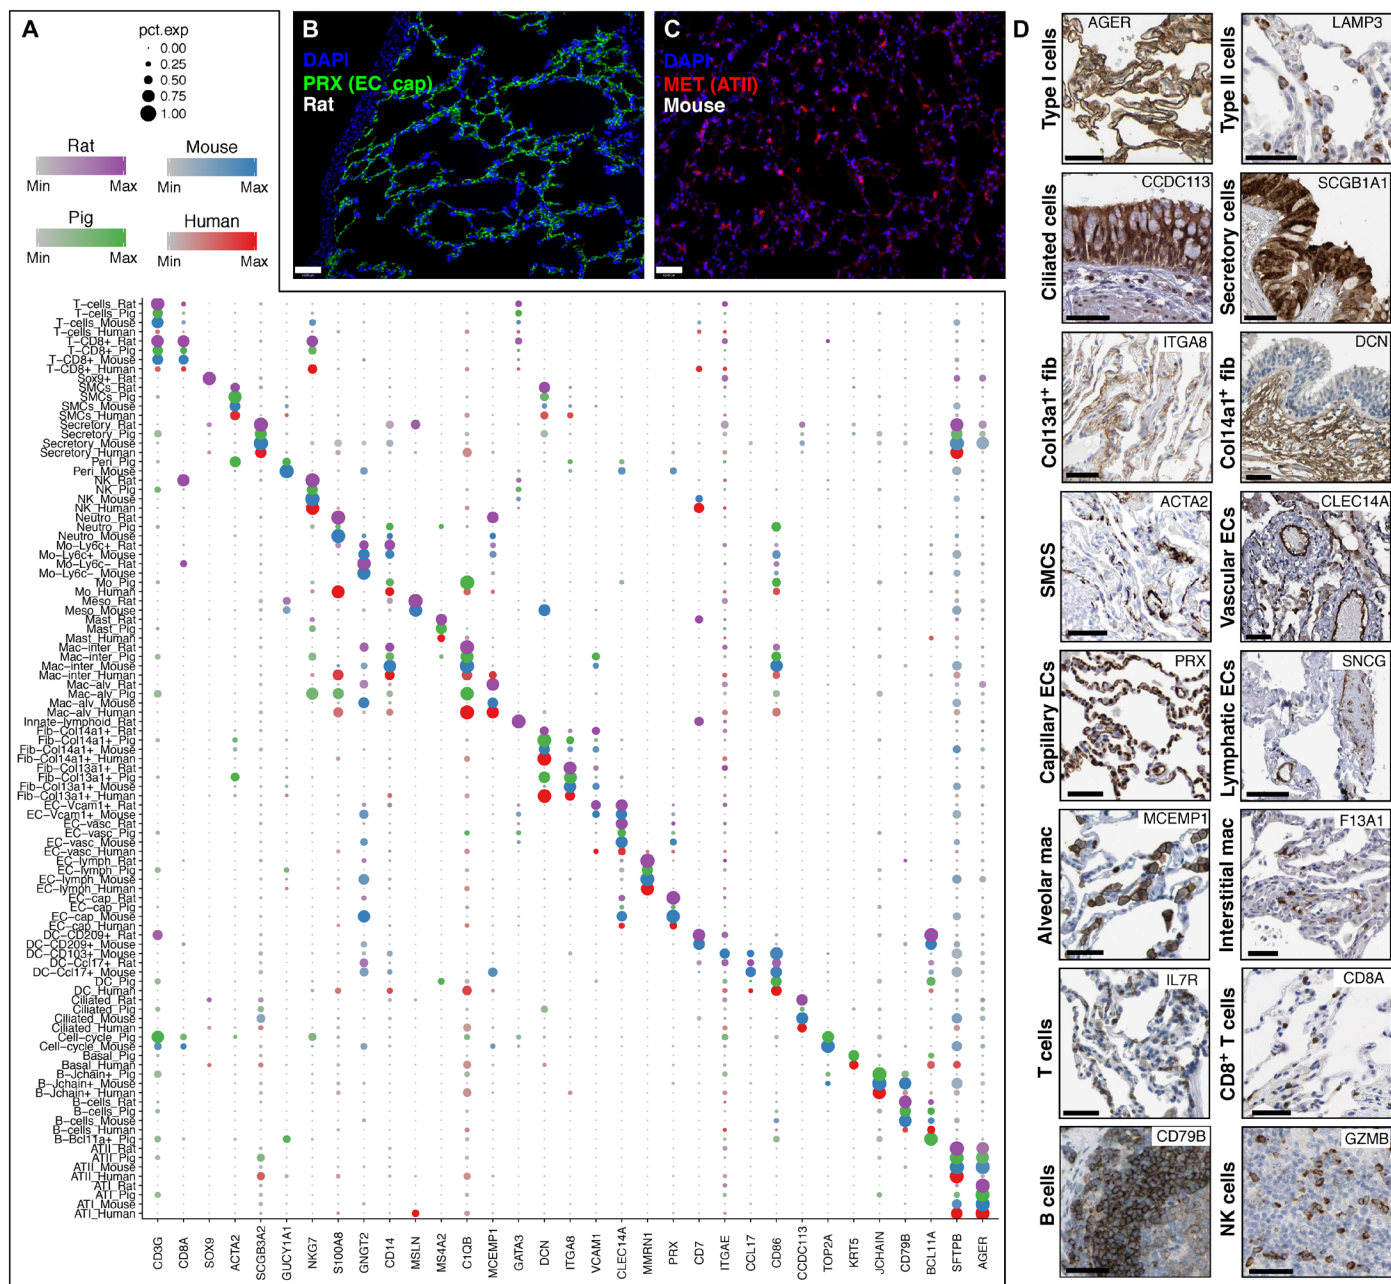 A
pct.exp
0.00
0.25
0.50
0.75
1.00
Rat
Mouse
Min Max
Min Max
Pig
Human
Min Max
Min Max
B
DAPI
PRX (EC_cap)
Rat
C
DAPI
MET (ATII)
Mouse
T-cells_Rat
T-cells_Pig
T-cells_Mouse
T-cells_Human
T-CD8+_Rat
T-CD8+_Pig
T-CD8+_Mouse
T-CD8+_Human
Sox9+_Rat
SMCs_Rat
SMCs_Pig
SMCs_Mouse
SMCs_Human
Secretory_Rat
Secretory_Pig
Secretory_Mouse
Secretory_Human
Peri_Pig
Peri_Mouse
NK_Rat
NK_Pig
NK_Mouse
NK_Human
Neutro_Rat
Neutro_Pig
Neutro_Mouse
Mo-Ly6c+_Rat
Mo-Ly6c+_Mouse
Mo-Ly6c-_Rat
Mo-Ly6c-_Mouse
Mo_Pig
Mo_Human
Meso_Rat
Meso_Mouse
Mast_Rat
Mast_Pig
Mast_Human
Mac-inter_Rat
Mac-inter_Pig
Mac-inter_Mouse
Mac-inter_Human
Mac-alv_Rat
Mac-alv_Pig
Mac-alv_Mouse
Mac-alv_Human
Innate-lymphoid_Rat
Fib-Col14a1+_Rat
Fib-Col14a1+_Pig
Fib-Col14a1+_Mouse
Fib-Col14a1+_Human
Fib-Col13a1+_Rat
Fib-Col13a1+_Pig
Fib-Col13a1+_Mouse
Fib-Col13a1+_Human
EC-Vcam1+_Rat
EC-Vcam1+_Mouse
EC-vasc_Rat
EC-vasc_Pig
EC-vasc_Mouse
EC-vasc_Human
EC-lymph_Rat
EC-lymph_Pig
EC-lymph_Mouse
EC-lymph_Human
EC-cap_Rat
EC-cap_Pig
EC-cap_Mouse
EC-cap_Human
DC-CD209+_Rat
DC-CD209+_Mouse
DC-CD103+_Mouse
DC-Ccl17+_Rat
DC-Ccl17+_Mouse
DC_Pig
DC_Human
Ciliated_Rat
Ciliated_Pig
Ciliated_Mouse
Ciliated_Human
Cell-cycle_Pig
Cell-cycle_Mouse
Basal_Pig
Basal_Human
B-Jchain+_Pig
B-Jchain+_Mouse
B-Jchain+_Human
B-cells_Rat
B-cells_Pig
B-cells_Mouse
B-cells_Human
B-Bcl11a+_Pig
ATII_Rat
ATII_Pig
ATII_Mouse
ATII_Human
ATI_Rat
ATI_Pig
ATI_Mouse
ATI_Human
CD3G
CD8A
SOX9
ACTA2
SCGB3A2
GUCY1A1
NKG7
S100A8
GNGT2
CD14
MSLN
MS4A2
C1QB
MCEMP1
GATA3
DCN
ITGA8
VCAM1
CLEC14A
MMRN1
PRX
CD7
ITGAE
CCL17
CD86
CCDC113
TOP2A
KRT5
JCHAIN
CD79B
BCL11A
SFTPB
AGER
D
Type I cells
AGER
Type II cells
LAMP3
Ciliated cells
CCDC113
Secretory cells
SCGB1A1
Col13a1+ fib
ITGA8
Col14a1+ fib
DCN
SMCS
ACTA2
Vascular ECs
CLEC14A
Capillary ECs
PRX
Lymphatic ECs
SNCG
Alveolar mac
MCEMP1
Interstitial mac
F13A1
T cells
IL7R
CD8+ T cells
CD8A
B cells
CD79B
NK cells
GZMB